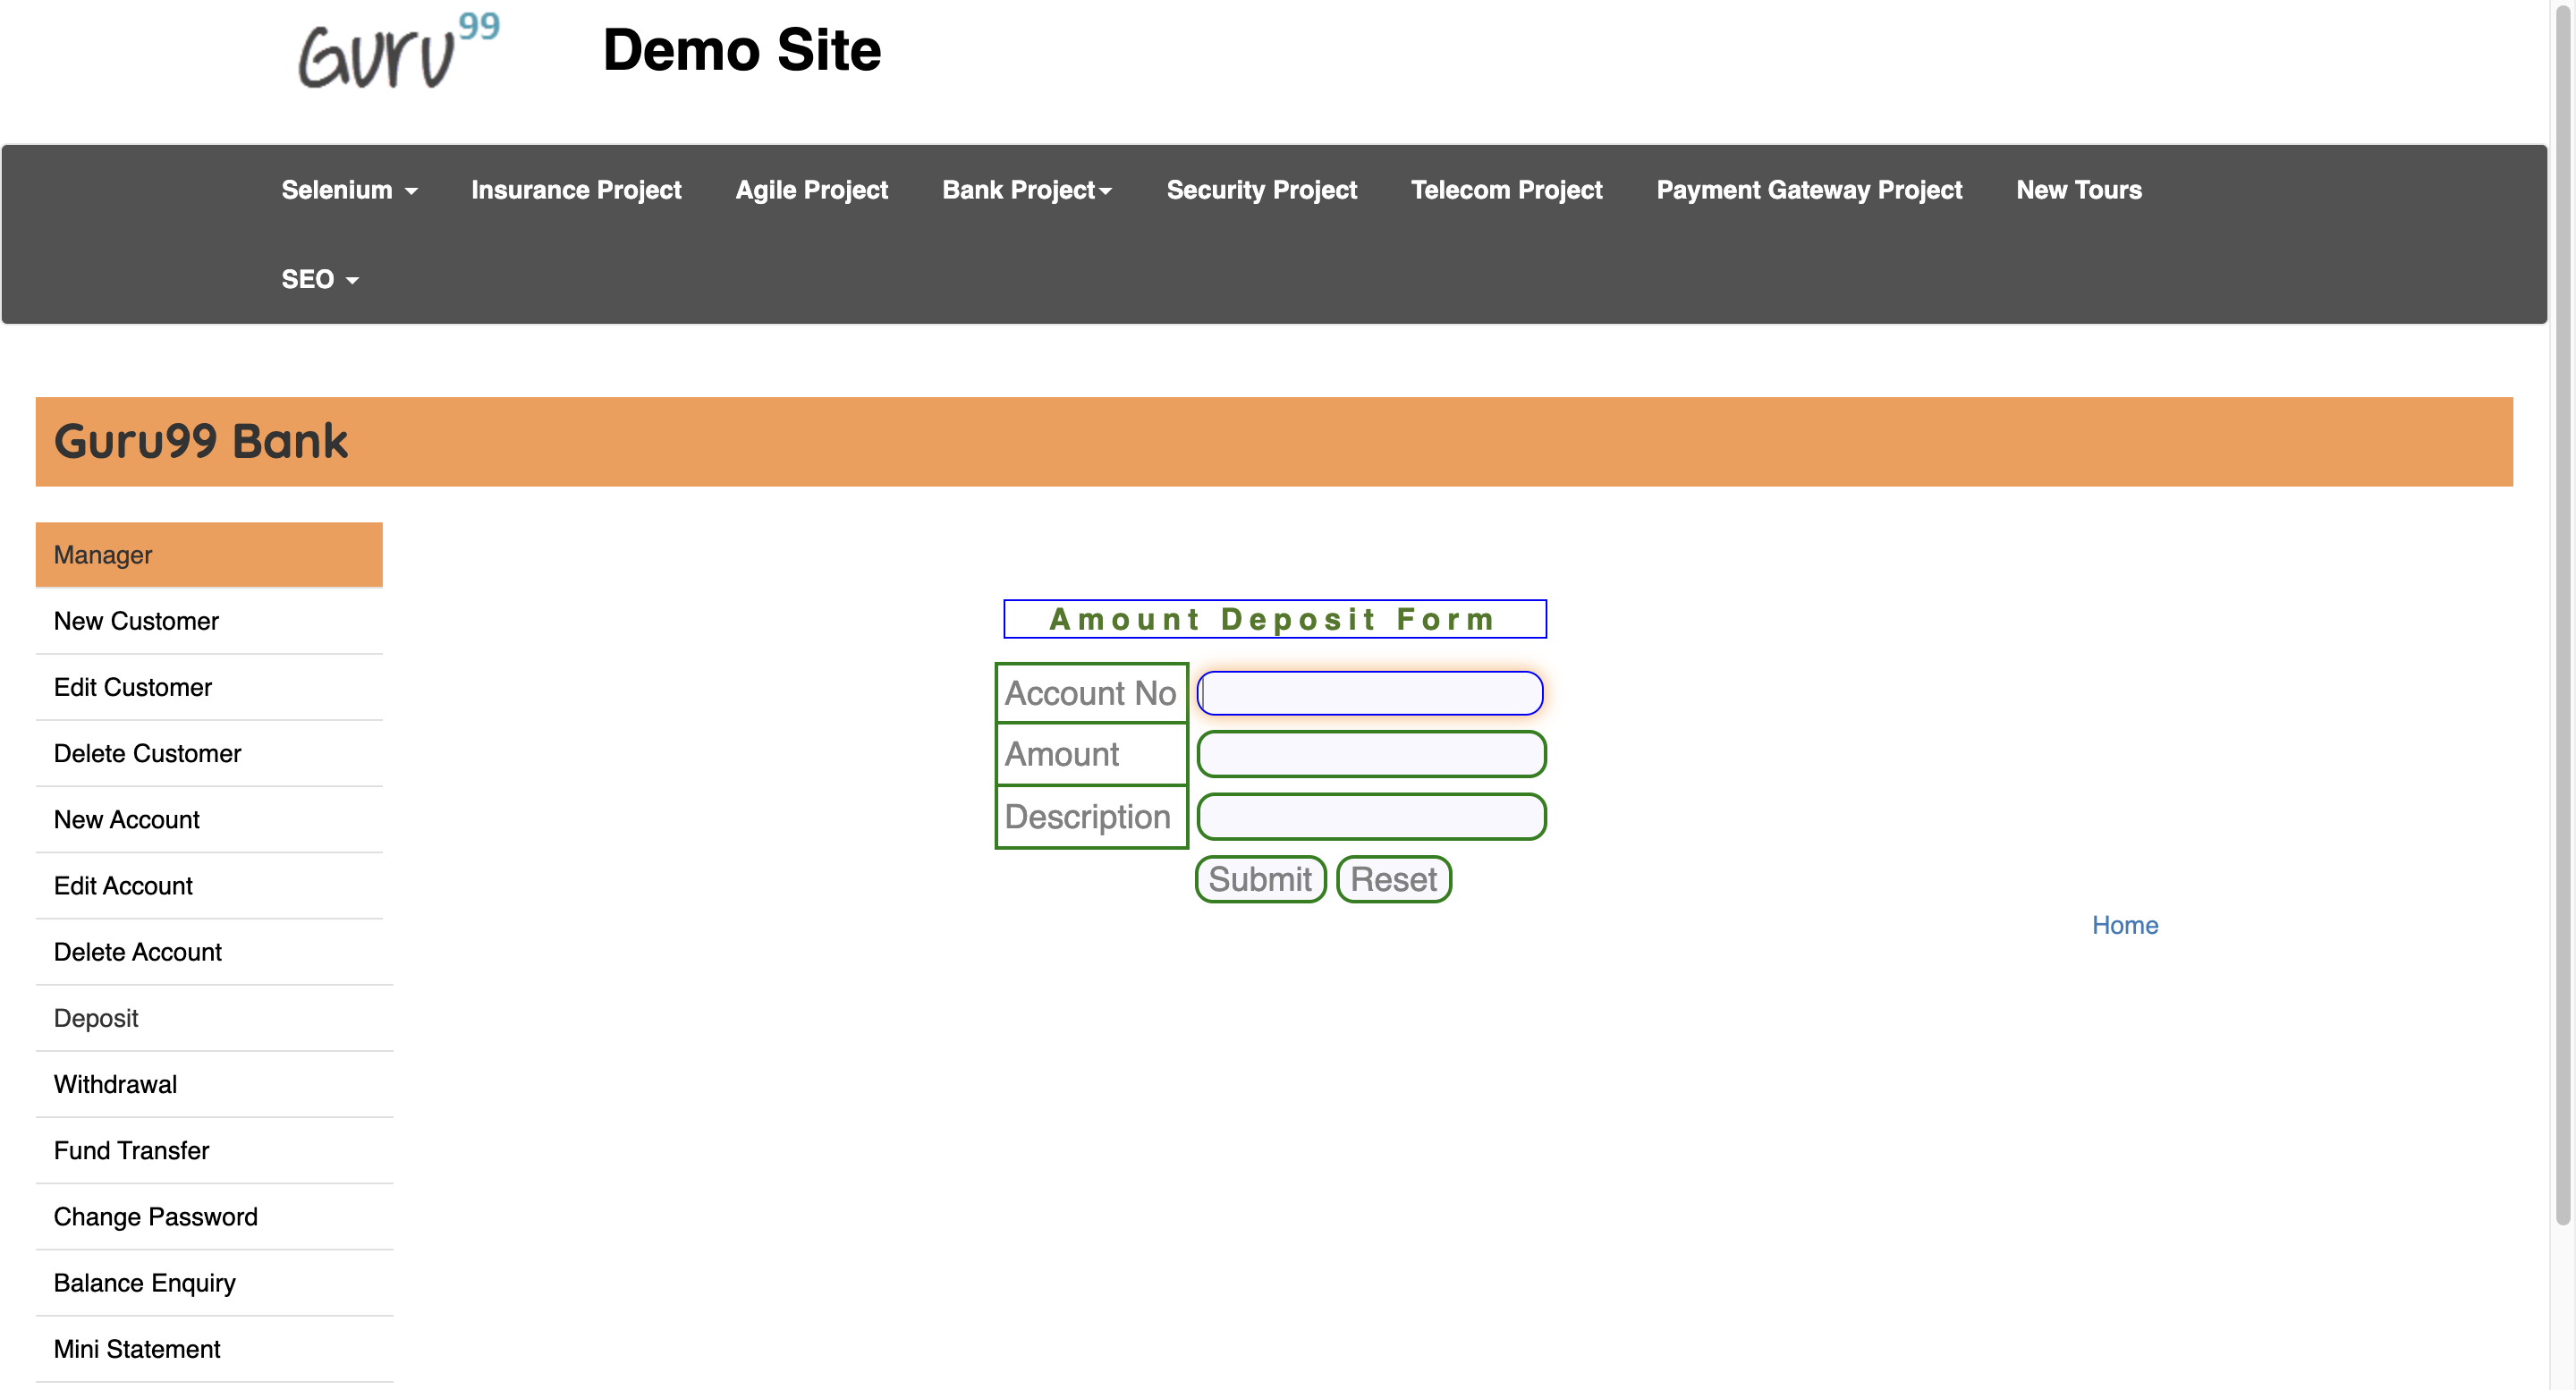 Guru99
Demo Site
Selenium Insurance Project Agile Project Bank Project Security Project Telecom Project Payment Gateway Project New Tours
SEO
Guru99 Bank
Manager
New Customer
Edit Customer
Delete Customer
New Account
Edit Account
Delete Account
Deposit
Withdrawal
Fund Transfer
Change Password
Balance Enquiry
Mini Statement
Amount Deposit Form
Account No
Amount
Description
Submit Reset
Home